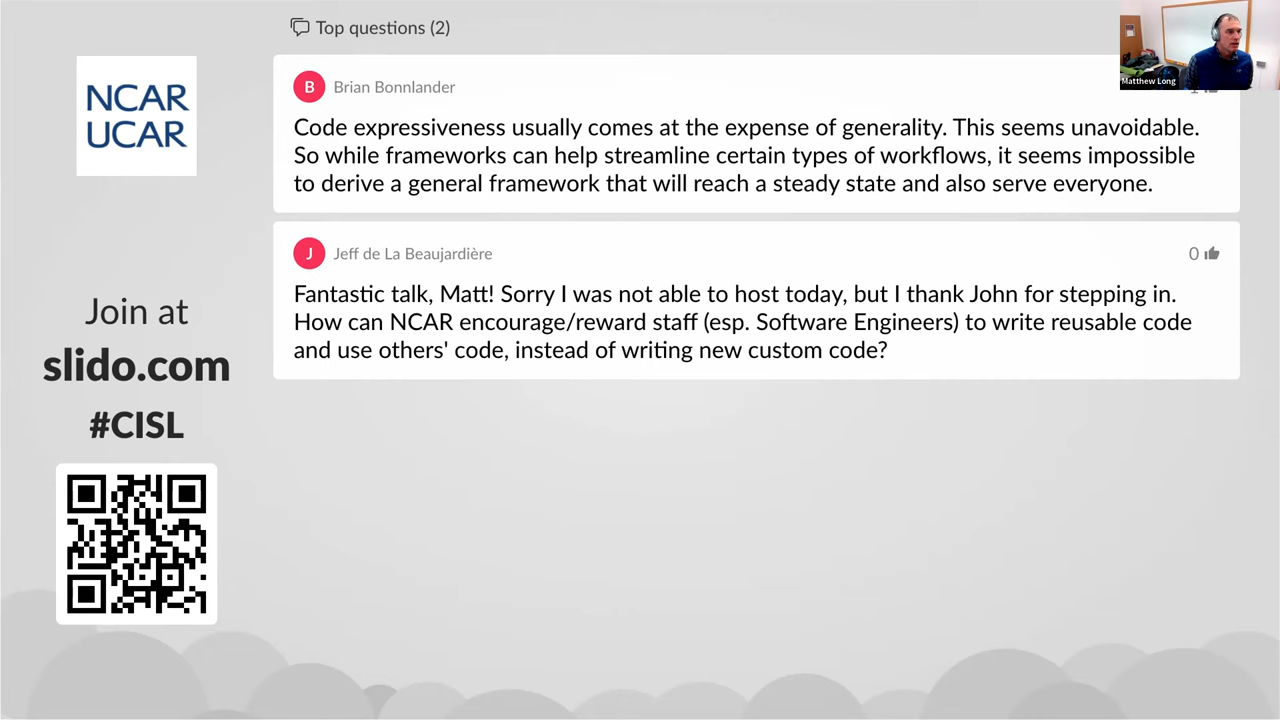 Top questions (2)
NCAR
UCAR
Matthew Long
B Brian Bonnlander
Code expressiveness usually comes at the expense of generality. This seems unavoidable.
So while frameworks can help streamline certain types of workflows, it seems impossible
to derive a general framework that will reach a steady state and also serve everyone.
J Jeff de La Beaujardière 0
Fantastic talk, Matt! Sorry I was not able to host today, but I thank John for stepping in.
How can NCAR encourage/reward staff (esp. Software Engineers) to write reusable code
and use others' code, instead of writing new custom code?
Join at
slido.com
#CISL